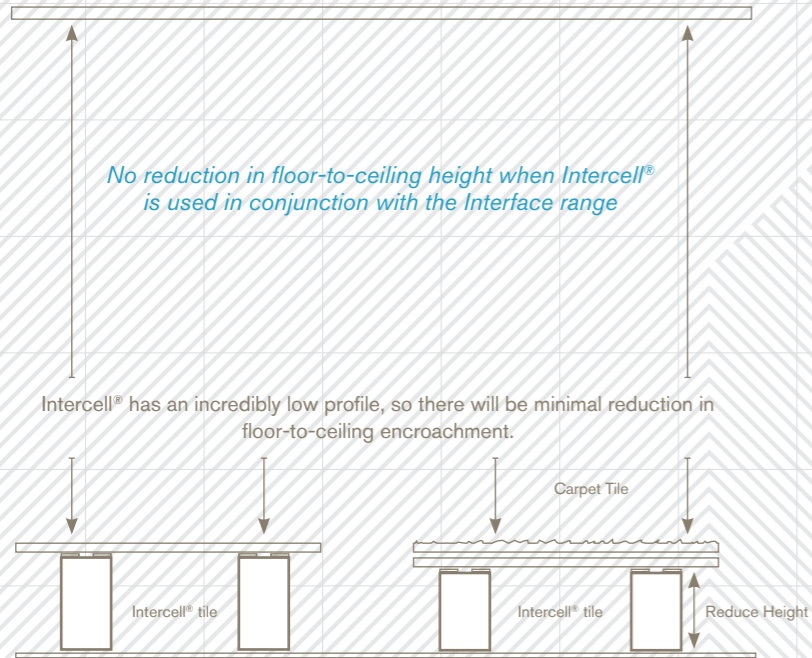 No reduction in floor-to-ceiling height when Intercell®
is used in conjunction with the Interface range
Intercell® has an incredibly low profile, so there will be minimal reduction in
floor-to-ceiling encroachment.
Carpet Tile
Intercell® tile
Intercell® tile
Reduce Height